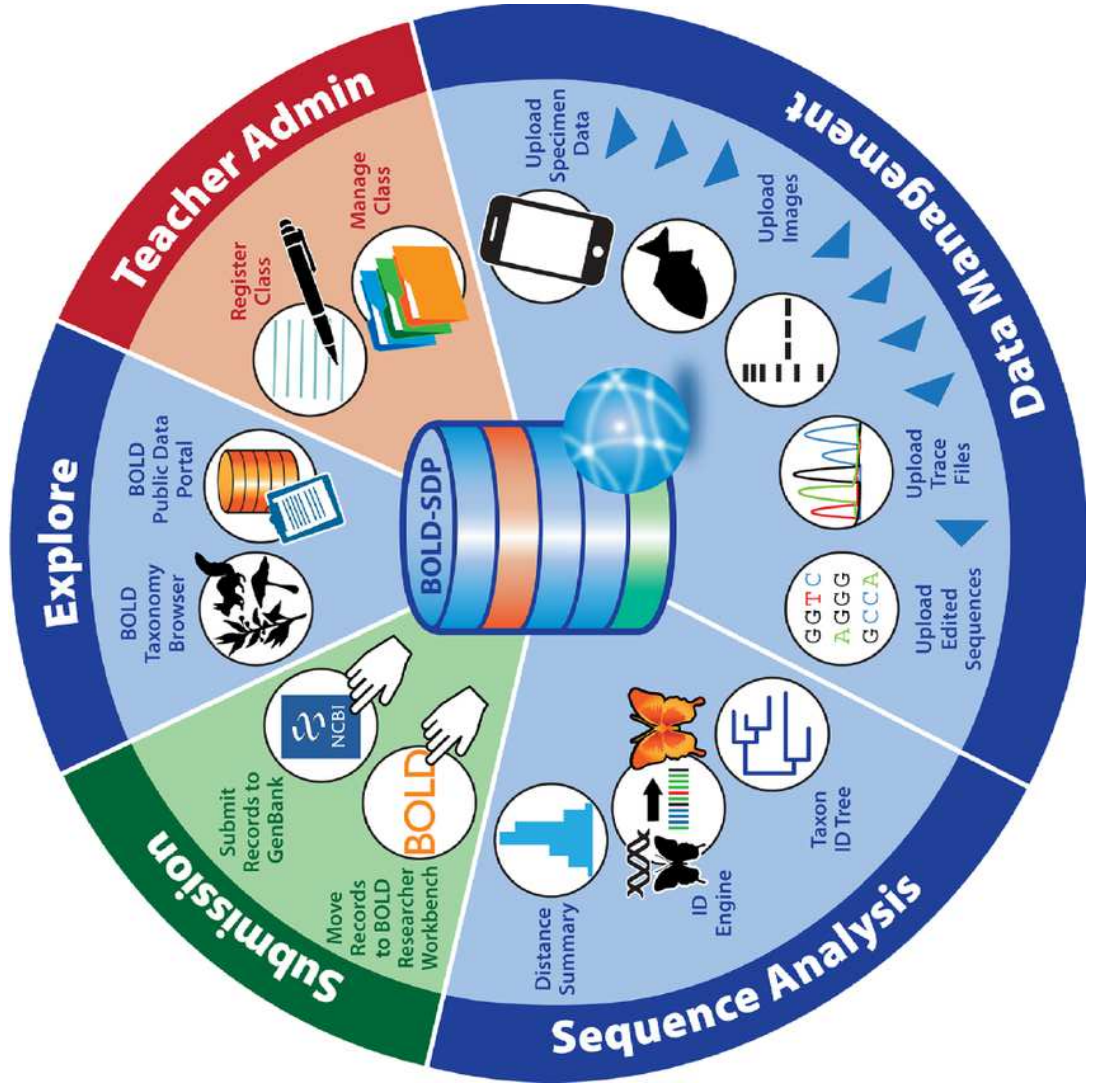 Teacher Admin
Register
Class
Manage
Class
Data Management
Upload
Specimen
Data
Upload
Images
Upload
Trace
Files
Upload
Edited
Sequences
GGTC
AGGG
GCCA
Sequence Analysis
Taxon
ID Tree
ID
Engine
Distance
Summary
Submission
Move
Records
to BOLD
Researcher
Workbench
BOLD
Submit
Records to
GenBank
NCBI
Explore
BOLD
Taxonomy
Browser
BOLD
Public Data
Portal
BOLD-SDP